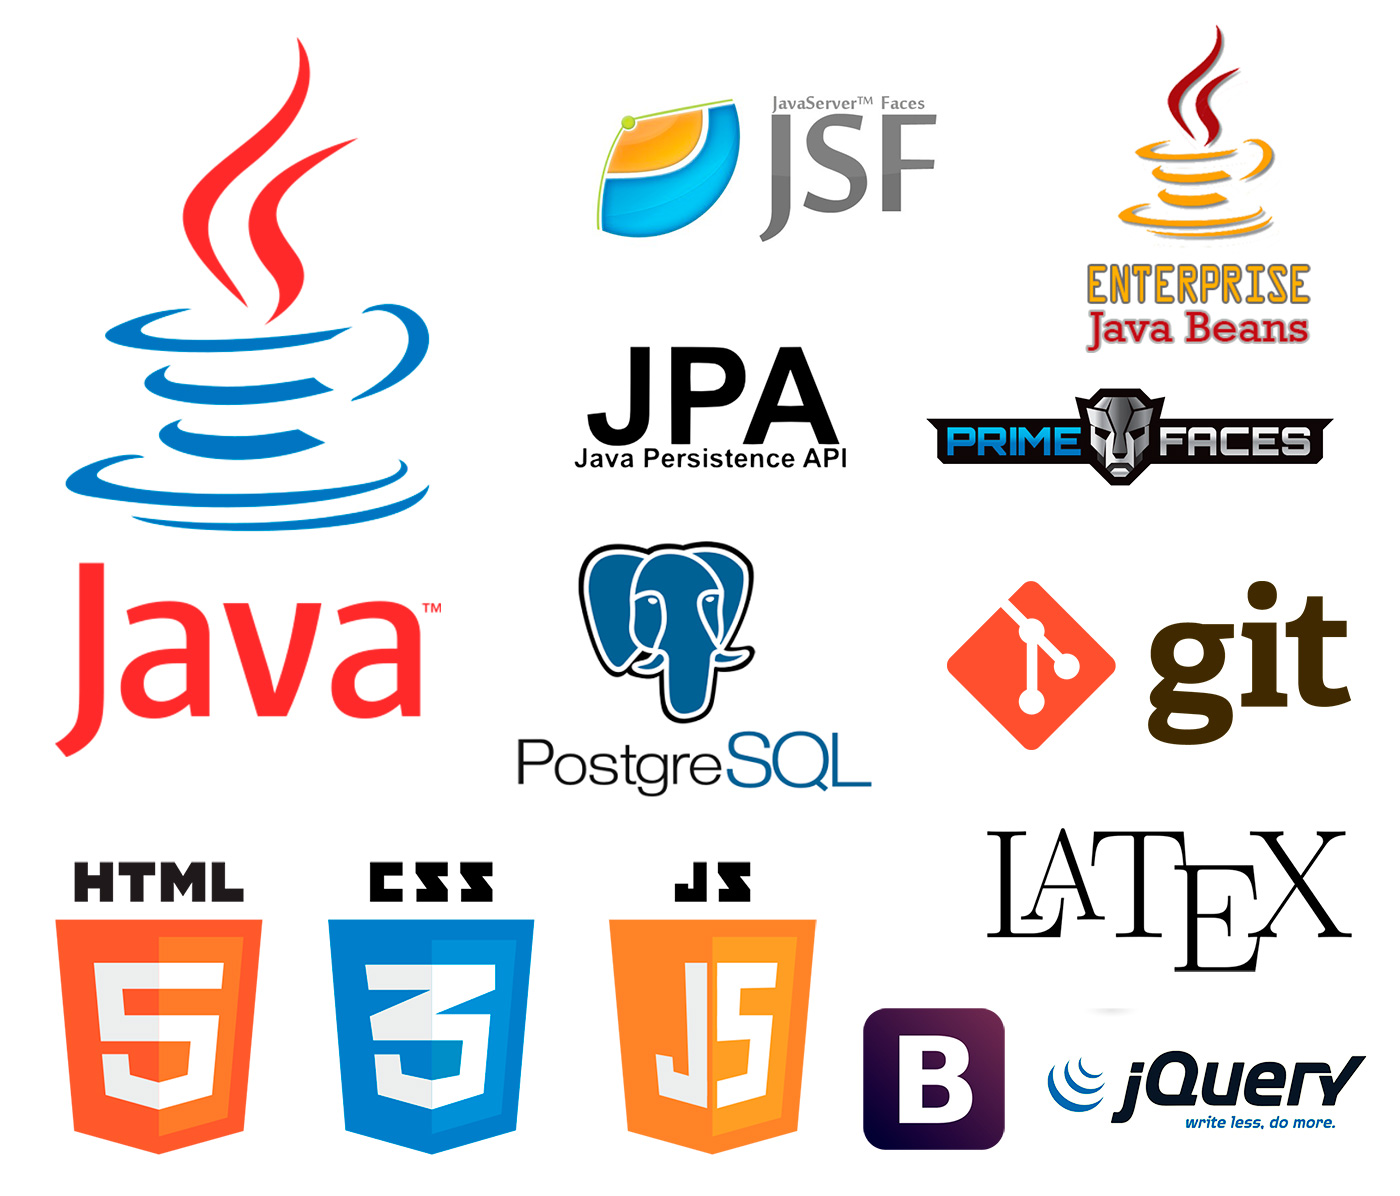 Java™
JavaServer™ Faces
JSF
ENTERPRISE
Java Beans
JPA
Java Persistence API
PRIME FACES
PostgreSQL
git
LATEX
HTML
5
CSS
3
JS
JS
B
jQuery
write less, do more.